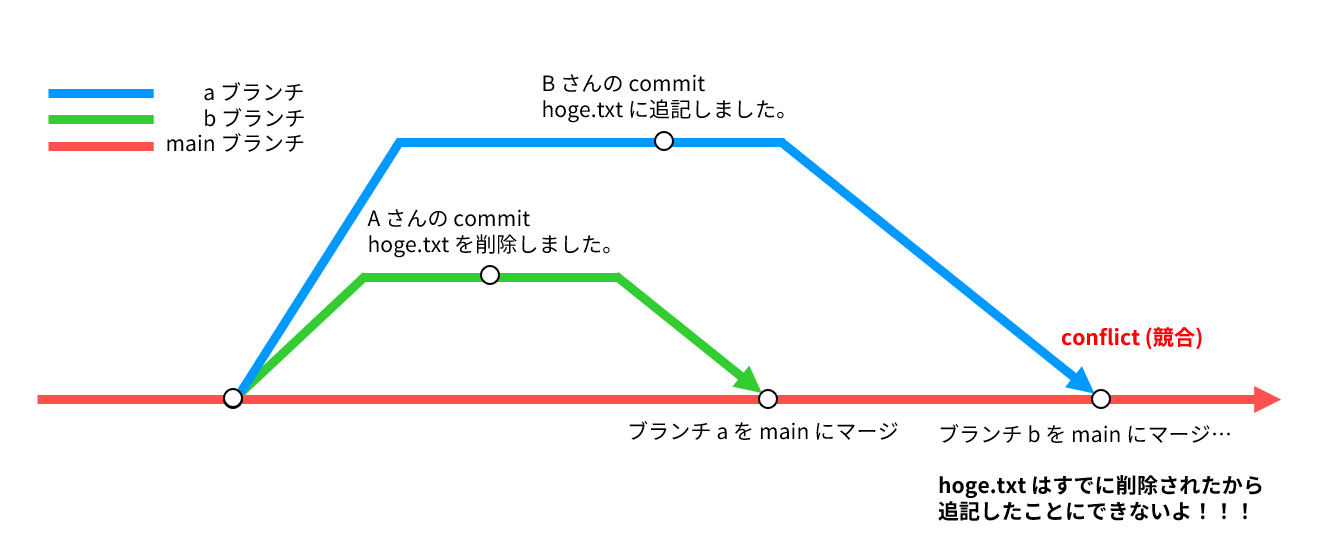 a ブランチ
b ブランチ
main ブランチ
B さんの commit
hoge.txt に追記しました。
A さんの commit
hoge.txt を削除しました。
conflict (競合)
ブランチ a を main にマージ
ブランチ b を main にマージ…
hoge.txt はすでに削除されたから
追記したことにできないよ！！！